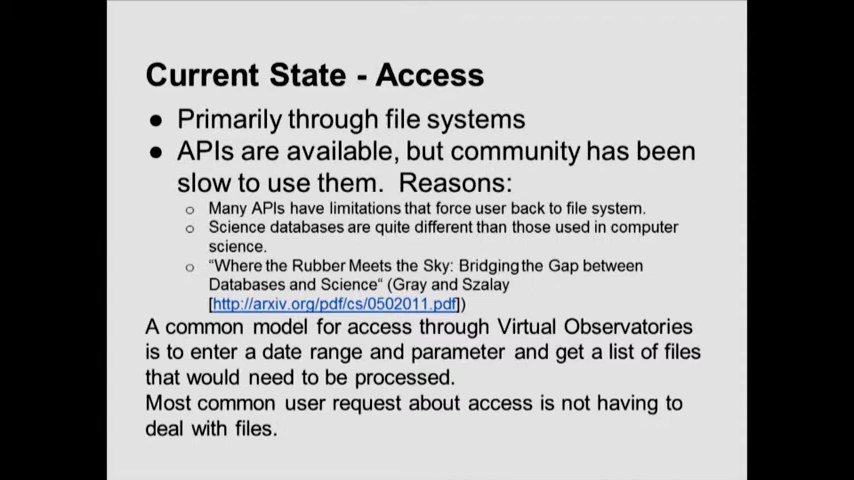 Current State - Access
● Primarily through file systems
● APIs are available, but community has been
slow to use them. Reasons:
○ Many APIs have limitations that force user back to file system.
○ Science databases are quite different than those used in computer
science.
○ “Where the Rubber Meets the Sky: Bridging the Gap between
Databases and Science“ (Gray and Szalay
[http://arxiv.org/pdf/cs/0502011.pdf])
A common model for access through Virtual Observatories
is to enter a date range and parameter and get a list of files
that would need to be processed.
Most common user request about access is not having to
deal with files.